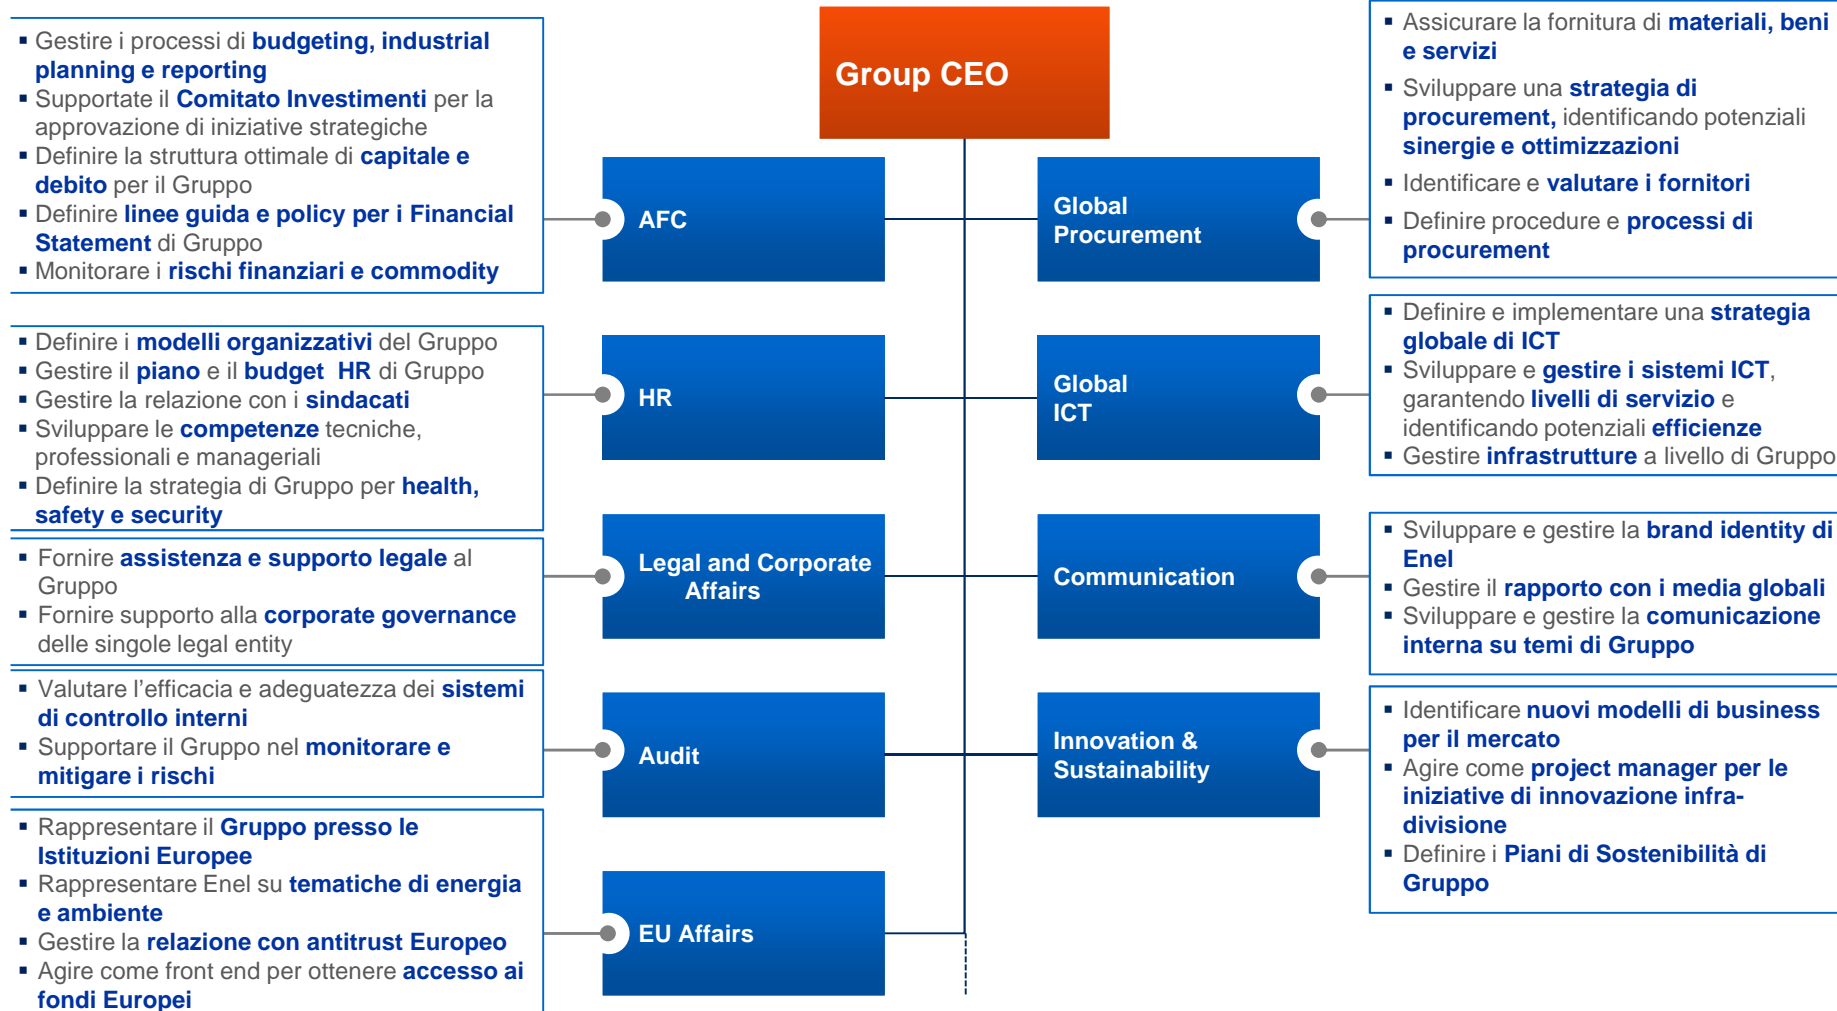 Group CEO
▪ Gestire i processi di budgeting, industrial
planning e reporting
▪ Supportate il Comitato Investimenti per la
approvazione di iniziative strategiche
▪ Definire la struttura ottimale di capitale e
debito per il Gruppo
▪ Definire linee guida e policy per i Financial
Statement di Gruppo
▪ Monitorare i rischi finanziari e commodity
AFC
Global
Procurement
▪ Assicurare la fornitura di materiali, beni
e servizi
▪ Sviluppare una strategia di
procurement, identificando potenziali
sinergie e ottimizzazioni
▪ Identificare e valutare i fornitori
▪ Definire procedure e processi di
procurement
▪ Definire i modelli organizzativi del Gruppo
▪ Gestire il piano e il budget HR di Gruppo
▪ Gestire la relazione con i sindacati
▪ Sviluppare le competenze tecniche,
professionali e manageriali
▪ Definire la strategia di Gruppo per health,
safety e security
HR
Global
ICT
▪ Definire e implementare una strategia
globale di ICT
▪ Sviluppare e gestire i sistemi ICT,
garantendo livelli di servizio e
identificando potenziali efficienze
▪ Gestire infrastrutture a livello di Gruppo
▪ Fornire assistenza e supporto legale al
Gruppo
▪ Fornire supporto alla corporate governance
delle singole legal entity
Legal and Corporate
Affairs
Communication
▪ Sviluppare e gestire la brand identity di
Enel
▪ Gestire il rapporto con i media globali
▪ Sviluppare e gestire la comunicazione
interna su temi di Gruppo
▪ Valutare l’efficacia e adeguatezza dei sistemi
di controllo interni
▪ Supportare il Gruppo nel monitorare e
mitigare i rischi
Audit
Innovation &
Sustainability
▪ Identificare nuovi modelli di business
per il mercato
▪ Agire come project manager per le
iniziative di innovazione infra-
divisione
▪ Definire i Piani di Sostenibilità di
Gruppo
▪ Rappresentare il Gruppo presso le
Istituzioni Europee
▪ Rappresentare Enel su tematiche di energia
e ambiente
▪ Gestire la relazione con antitrust Europeo
▪ Agire come front end per ottenere accesso ai
fondi Europei
EU Affairs